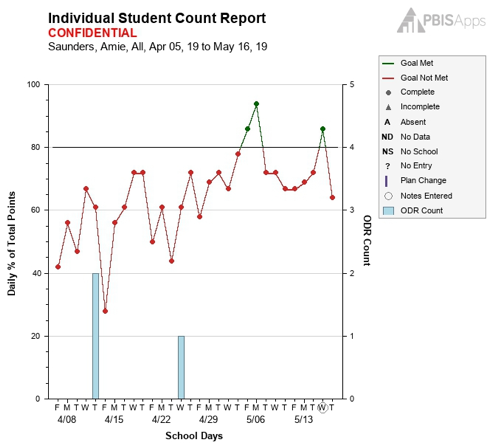 Individual Student Count Report
CONFIDENTIAL
Saunders, Amie, All, Apr 05, 19 to May 16, 19
PBISApps
Goal Met
Goal Not Met
Complete
Incomplete
A Absent
ND No Data
NS No School
? No Entry
Plan Change
Notes Entered
ODR Count
Daily % of Total Points
100
80
60
40
20
0
5
4
3
2
1
0
ODR Count
F M T W T F M T W T F M T W T F M T W T F M T W T F M T W T
4/08 4/15 4/22 4/29 5/06 5/13
School Days